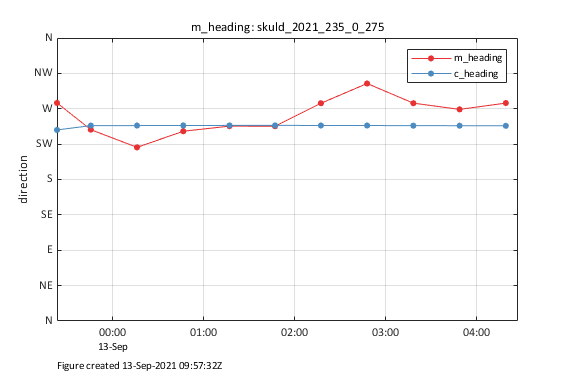 m_heading: skuld_2021_235_0_275
m_heading
c_heading
direction
N
NW
W
SW
S
SE
E
NE
N
00:00 01:00 02:00 03:00 04:00
13-Sep
Figure created 13-Sep-2021 09:57:32Z